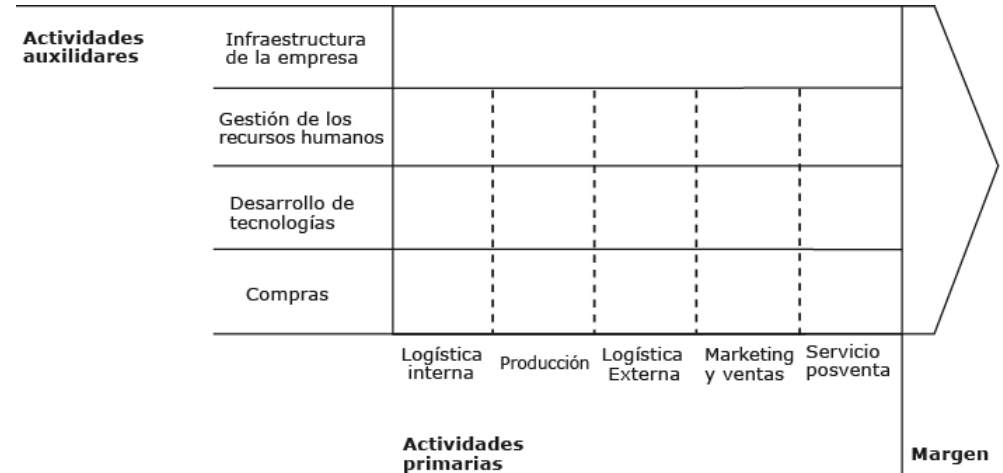 Actividades
auxilidares
Infraestructura
de la empresa
Gestión de los
recursos humanos
Desarrollo de
tecnologías
Compras
Logística
interna
Producción
Logística
Externa
Marketing
y ventas
Servicio
posventa
Actividades
primarias
Margen